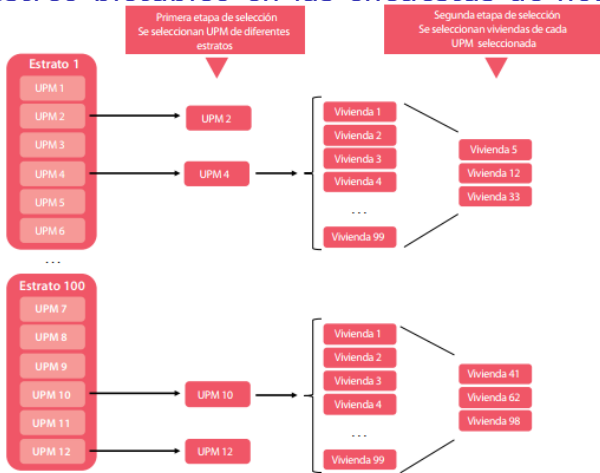 Primera etapa de selección
Se seleccionan UPM de diferentes
estratos
Segunda etapa de selección
Se seleccionan viviendas de cada
UPM seleccionada
Estrato 1
UPM 1
UPM 2
UPM 3
UPM 4
UPM 5
UPM 6
...
UPM 2
UPM 4
Vivienda 1
Vivienda 2
Vivienda 3
Vivienda 4
...
Vivienda 99
Vivienda 5
Vivienda 12
Vivienda 33
Estrato 100
UPM 7
UPM 8
UPM 9
UPM 10
UPM 11
UPM 12
UPM 10
UPM 12
Vivienda 1
Vivienda 2
Vivienda 3
Vivienda 4
...
Vivienda 99
Vivienda 41
Vivienda 62
Vivienda 98